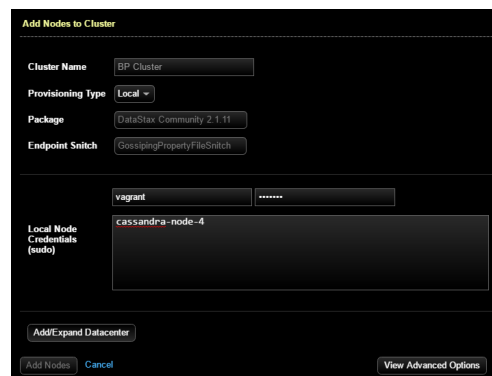 Add Nodes to Cluster
Cluster Name BP Cluster
Provisioning Type Local
Package DataStax Community 2.1.11
Endpoint Snitch GossipingPropertyFileSnitch
vagrant •••••••
cassandra-node-4
Local Node
Credentials
(sudo)
Add/Expand Datacenter
Add Nodes Cancel View Advanced Options